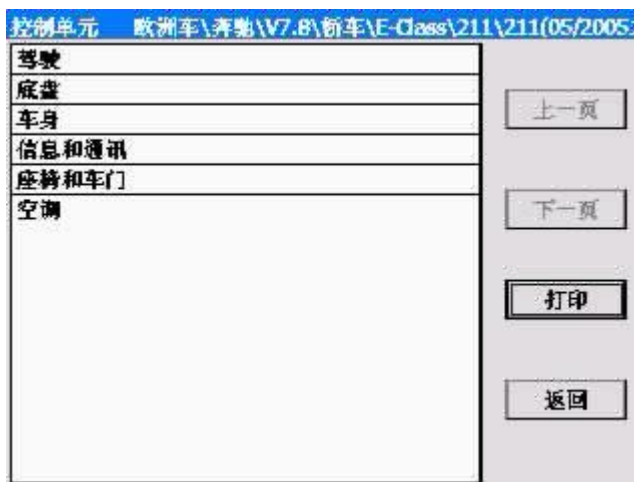 控制单元 欧洲车\奔驰\V7.8\轿车\E-Class\211\211(05/2005
驾驶
底盘
车身
信息和通讯
座椅和车门
空调
上一页
下一页
打印
返回